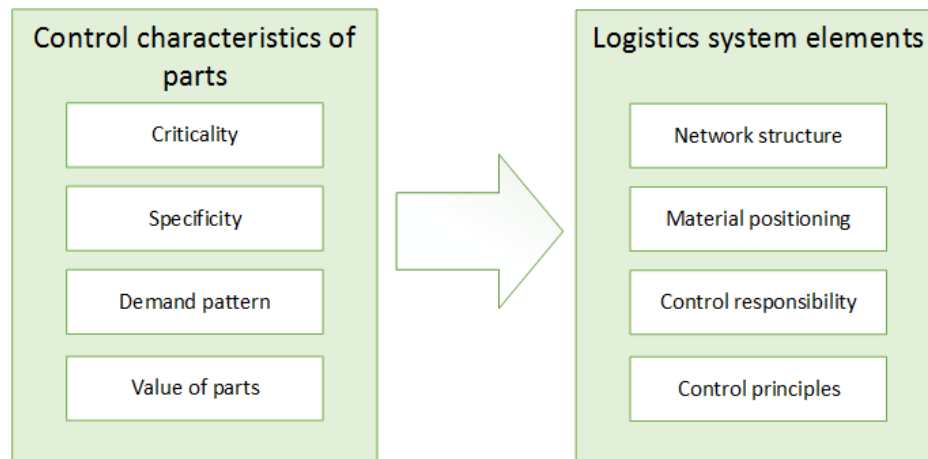 Control characteristics of
parts
Criticality
Specificity
Demand pattern
Value of parts
Logistics system elements
Network structure
Material positioning
Control responsibility
Control principles